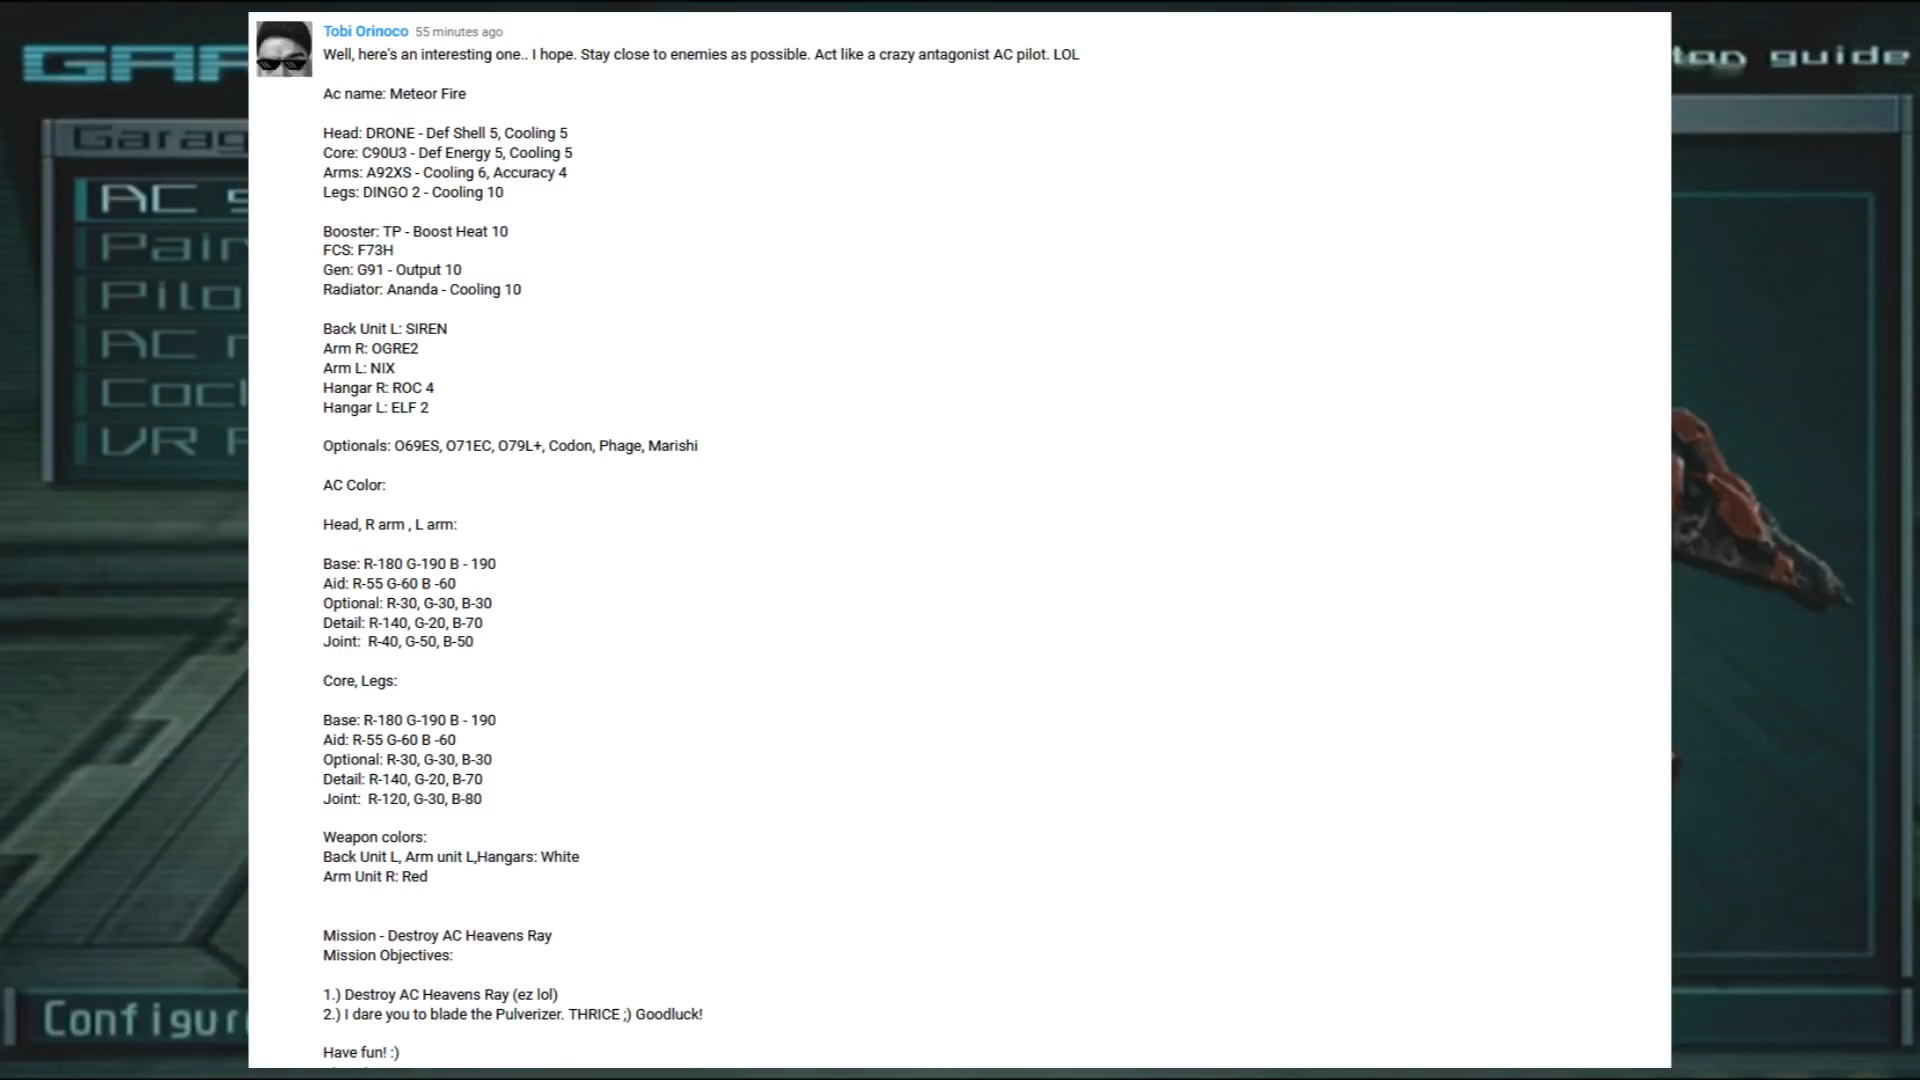 Tobi Orinoco 55 minutes ago
Well, here's an interesting one.. I hope. Stay close to enemies as possible. Act like a crazy antagonist AC pilot. LOL
Ac name: Meteor Fire
Head: DRONE - Def Shell 5, Cooling 5
Core: C90U3 - Def Energy 5, Cooling 5
Arms: A92XS - Cooling 6, Accuracy 4
Legs: DINGO 2 - Cooling 10
Booster: TP - Boost Heat 10
FCS: F73H
Gen: G91 - Output 10
Radiator: Ananda - Cooling 10
Back Unit L: SIREN
Arm R: OGRE2
Arm L: NIX
Hangar R: ROC 4
Hangar L: ELF 2
Optionals: O69ES, O71EC, O79L+, Codon, Phage, Marishi
AC Color:
Head, R arm , L arm:
Base: R-180 G-190 B - 190
Aid: R-55 G-60 B -60
Optional: R-30, G-30, B-30
Detail: R-140, G-20, B-70
Joint:  R-40, G-50, B-50
Core, Legs:
Base: R-180 G-190 B - 190
Aid: R-55 G-60 B -60
Optional: R-30, G-30, B-30
Detail: R-140, G-20, B-70
Joint:  R-120, G-30, B-80
Weapon colors:
Back Unit L, Arm unit L,Hangars: White
Arm Unit R: Red
Mission - Destroy AC Heavens Ray
Mission Objectives:
1.) Destroy AC Heavens Ray (ez lol)
2.) I dare you to blade the Pulverizer. THRICE ;) Goodluck!
Have fun! :)
guide
Garag
AC
Pain
Pilo
AC
Coc
VR
Configur